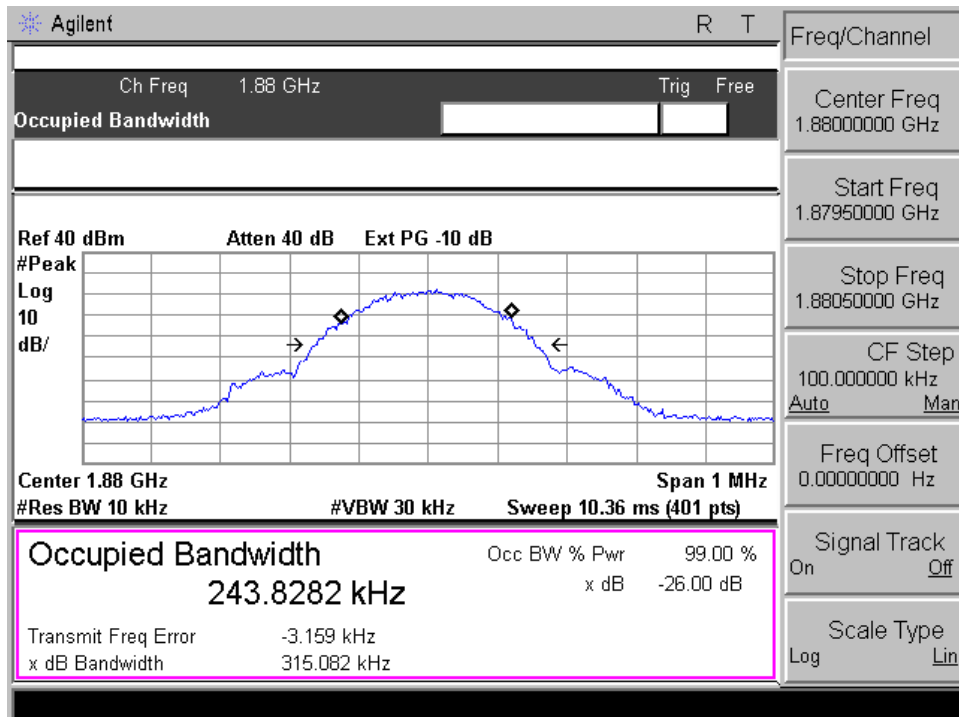 Agilent R T
Ch Freq 1.88 GHz Trig Free
Occupied Bandwidth
Ref 40 dBm Atten 40 dB Ext PG -10 dB
#Peak
Log
10
dB/
Center 1.88 GHz Span 1 MHz
#Res BW 10 kHz #VBW 30 kHz Sweep 10.36 ms (401 pts)
Occupied Bandwidth Occ BW % Pwr 99.00 %
243.8282 kHz x dB -26.00 dB
Transmit Freq Error -3.159 kHz
x dB Bandwidth 315.082 kHz
Freq/Channel
Center Freq
1.88000000 GHz
Start Freq
1.87950000 GHz
Stop Freq
1.88050000 GHz
CF Step
100.000000 kHz
Auto Man
Freq Offset
0.00000000 Hz
Signal Track
On Off
Scale Type
Log Lin